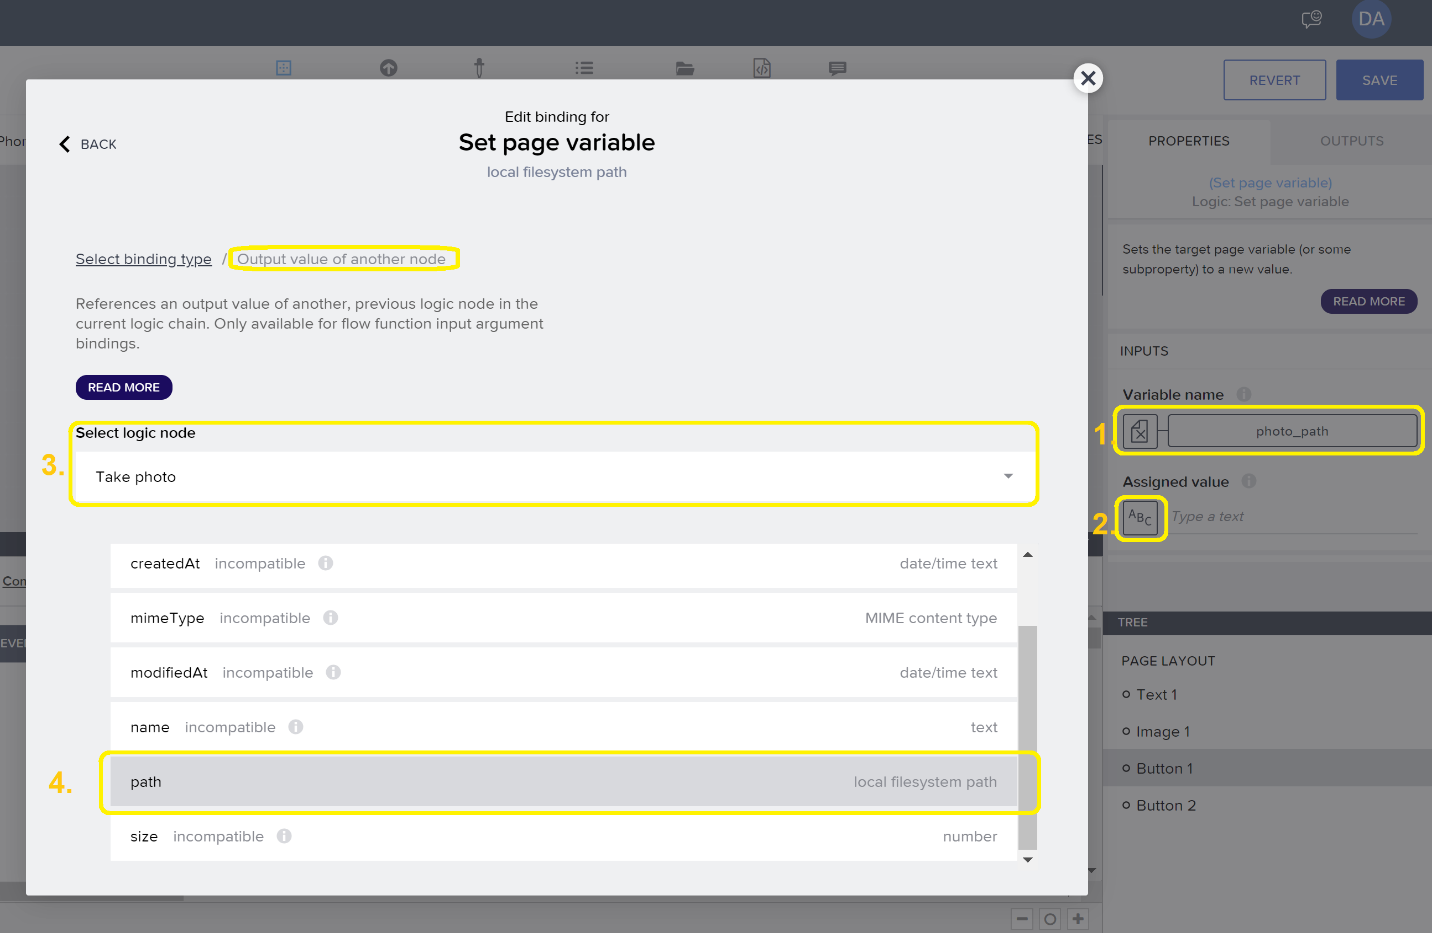 DA
REVERT
SAVE
Phon
ES
PROPERTIES
OUTPUTS
Edit binding for
BACK
Set page variable
local filesystem path
(Set page variable)
Logic: Set page variable
Select binding type / Output value of another node
Sets the target page variable (or some
subproperty) to a new value.
READ MORE
References an output value of another, previous logic node in the
current logic chain. Only available for flow function input argument
bindings.
READ MORE
INPUTS
Variable name
1.
photo_path
Select logic node
3.
Take photo
Assigned value
2.
ABC
Type a text
createdAt incompatible date/time text
mimeType incompatible MIME content type
modifiedAt incompatible date/time text
name incompatible text
4.
path local filesystem path
size incompatible number
Con
EVE
TREE
PAGE LAYOUT
Text 1
Image 1
Button 1
Button 2